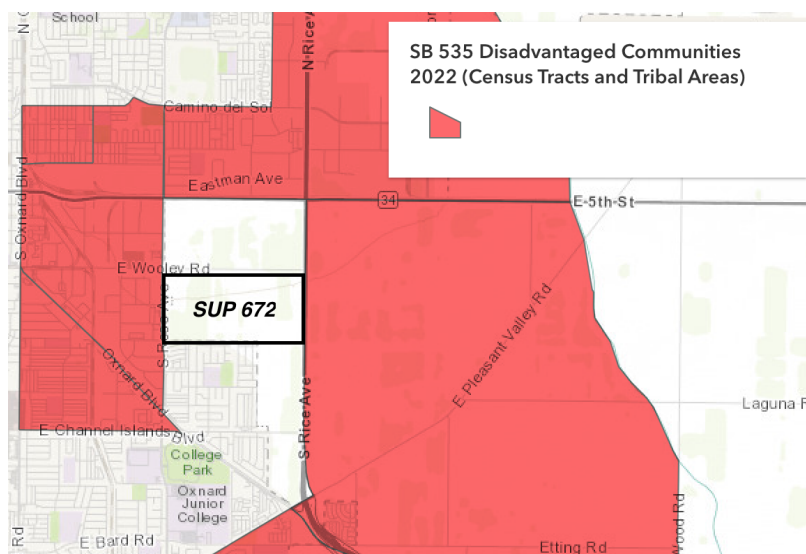 School
N Rice A
SB 535 Disadvantaged Communities
2022 (Census Tracts and Tribal Areas)
Camino del Sol
Eastman Ave
S Oxnard Blvd
34
E 5th St
E Wooley Rd
SUP 672
S Rose Ave
E Pleasant Valley Rd
Oxnard Blvd
S Rice Ave
Laguna R
E Channel Islands Blvd
College
Park
Oxnard
Junior
College
Rd
E Bard Rd
Etting Rd
Wood Rd